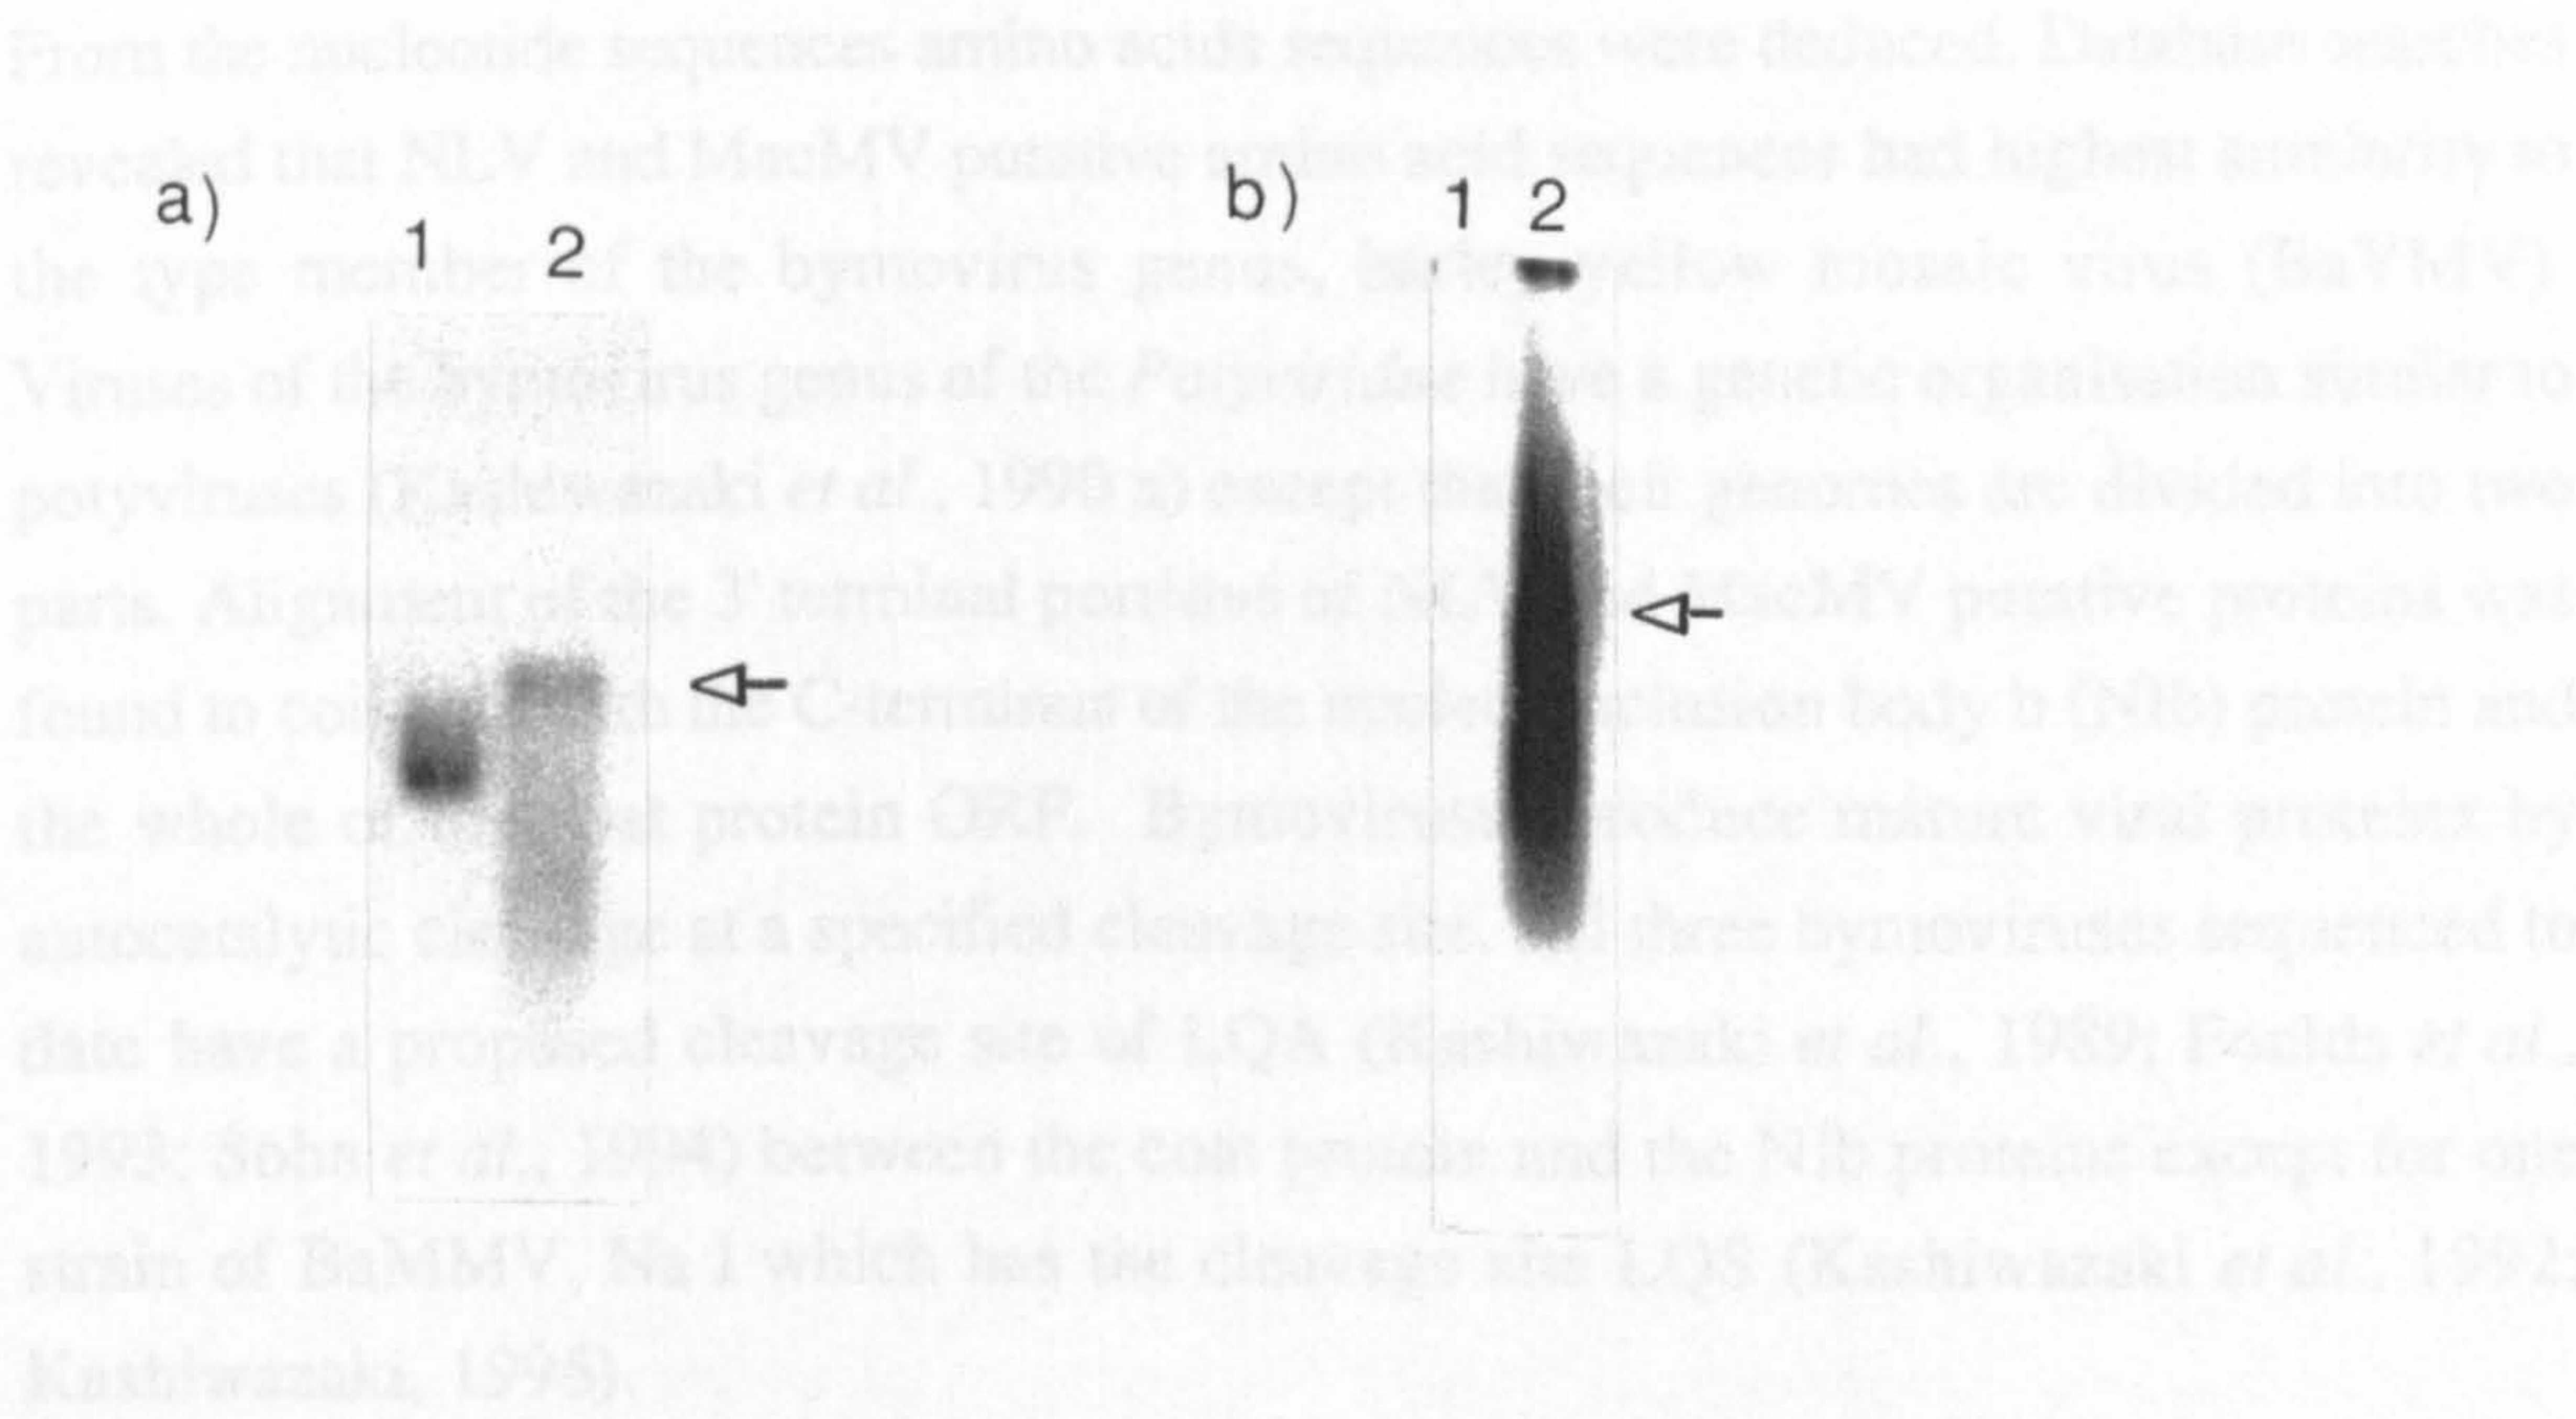 a)
1 2
b) 1 2
From the nucleotide sequences amino acids sequences were deduced. Database searches
revealed that NLV and MacMV putative amino acid sequences had highest similarity to
the type member of the bymovirus genus, barley yellow mosaic virus (BaYMV).
Viruses of the bymovirus genus of the Potyviridae have a genetic organisation similar to
potyviruses (Kashiwazaki et al., 1990 a) except that their genomes are divided into two
parts. Alignment of the 3' terminal portions of NLV and MacMV putative proteins was
found to the C-terminus of the nuclear inclusion body b (NIb) protein and
the whole of the coat protein ORF. Bymoviruses produce mature viral proteins by
autocatalytic cleavage at a specified cleavage site. three bymoviruses sequenced to
date have a proposed cleavage site of LQA (Kashiwazaki et al., 1989; Foulds et al.,
1993; Sohn et al., 1994) between the coat protein and the NIb proteins except for one
strain of BaMMV, Na 1 which has the cleavage site LQS (Kashiwazaki et al., 1992
Kashiwazaki, 1996).